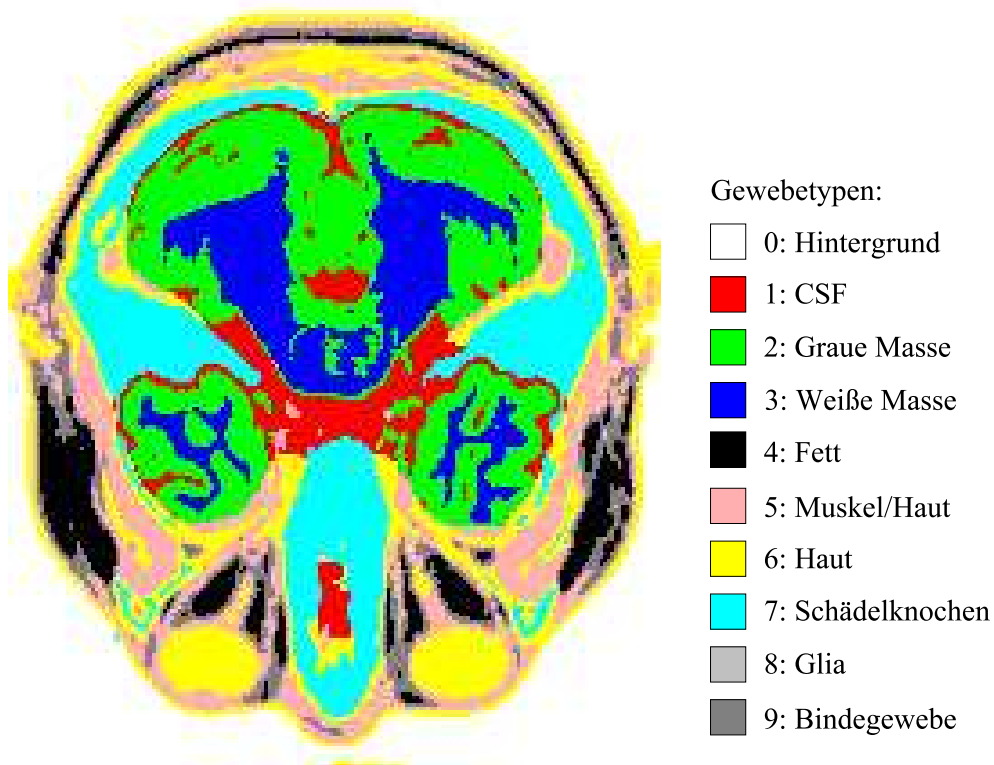 Gewebetypen:
0: Hintergrund
1: CSF
2: Graue Masse
3: Weiße Masse
4: Fett
5: Muskel/Haut
6: Haut
7: Schädelknochen
8: Glia
9: Bindegewebe